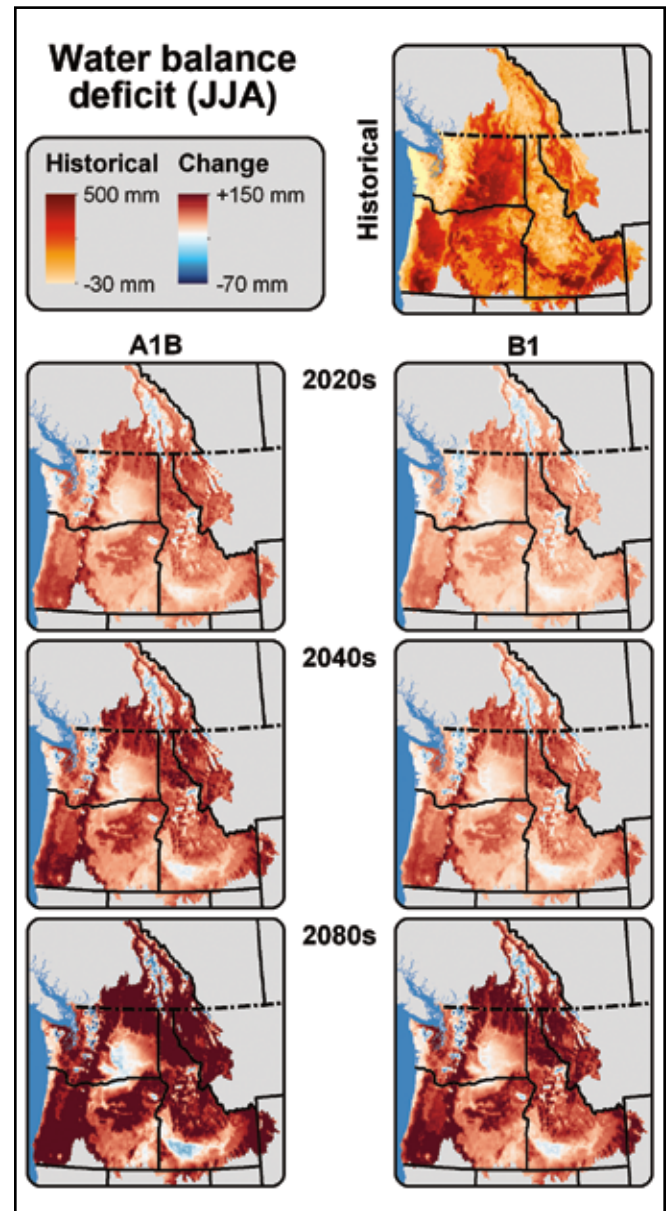 Water balance
deficit (JJA)
Historical Change
500 mm +150 mm
-30 mm -70 mm
Historical
A1B B1
2020s
2040s
2080s